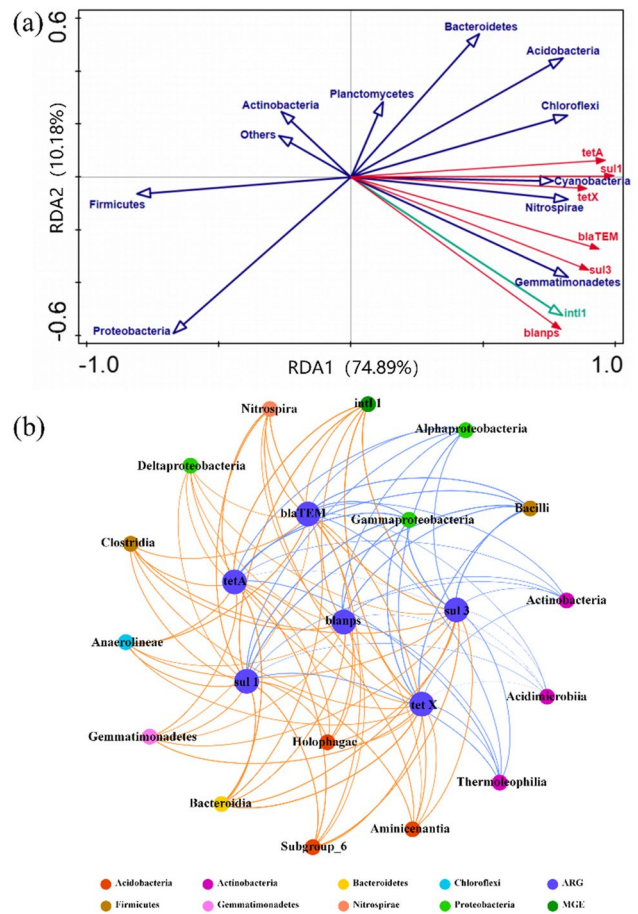 (a)
0.6
Bacteroidetes
Acidobacteria
Planctomycetes
Actinobacteria
Chloroflexi
Others
tetA
sul1
Cyanobacteria
tetX
Firmicutes
Nitrospirae
blaTEM
sul3
Gemmatimonadetes
intl1
Proteobacteria
blanps
RDA2 (10.18%)
-0.6
-1.0
RDA1 (74.89%)
1.0
(b)
Nitrospira
intl 1
Alphaproteobacteria
Deltaproteobacteria
blaTEM
Gammaproteobacteria
Bacilli
Clostridia
tetA
Actinobacteria
blanps
sul 3
Anaerolineae
sul 1
Acidimicrobiia
tet X
Gemmatimonadetes
Holophagae
Thermoleophilia
Bacteroidia
Aminicenantia
Subgroup_6
Acidobacteria Actinobacteria Bacteroidetes Chloroflexi ARG
Firmicutes Gemmatimonadetes Nitrospirae Proteobacteria MGE